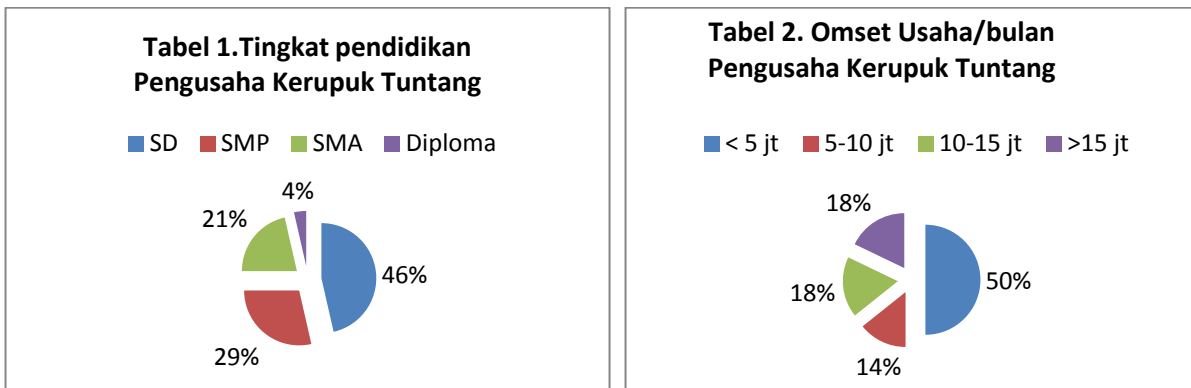 Tabel 1.Tingkat pendidikan
Pengusaha Kerupuk Tuntang
SD SMP SMA Diploma
4%
21%
46%
29%
Tabel 2. Omset Usaha/bulan
Pengusaha Kerupuk Tuntang
< 5 jt 5-10 jt 10-15 jt >15 jt
18%
18%
50%
14%